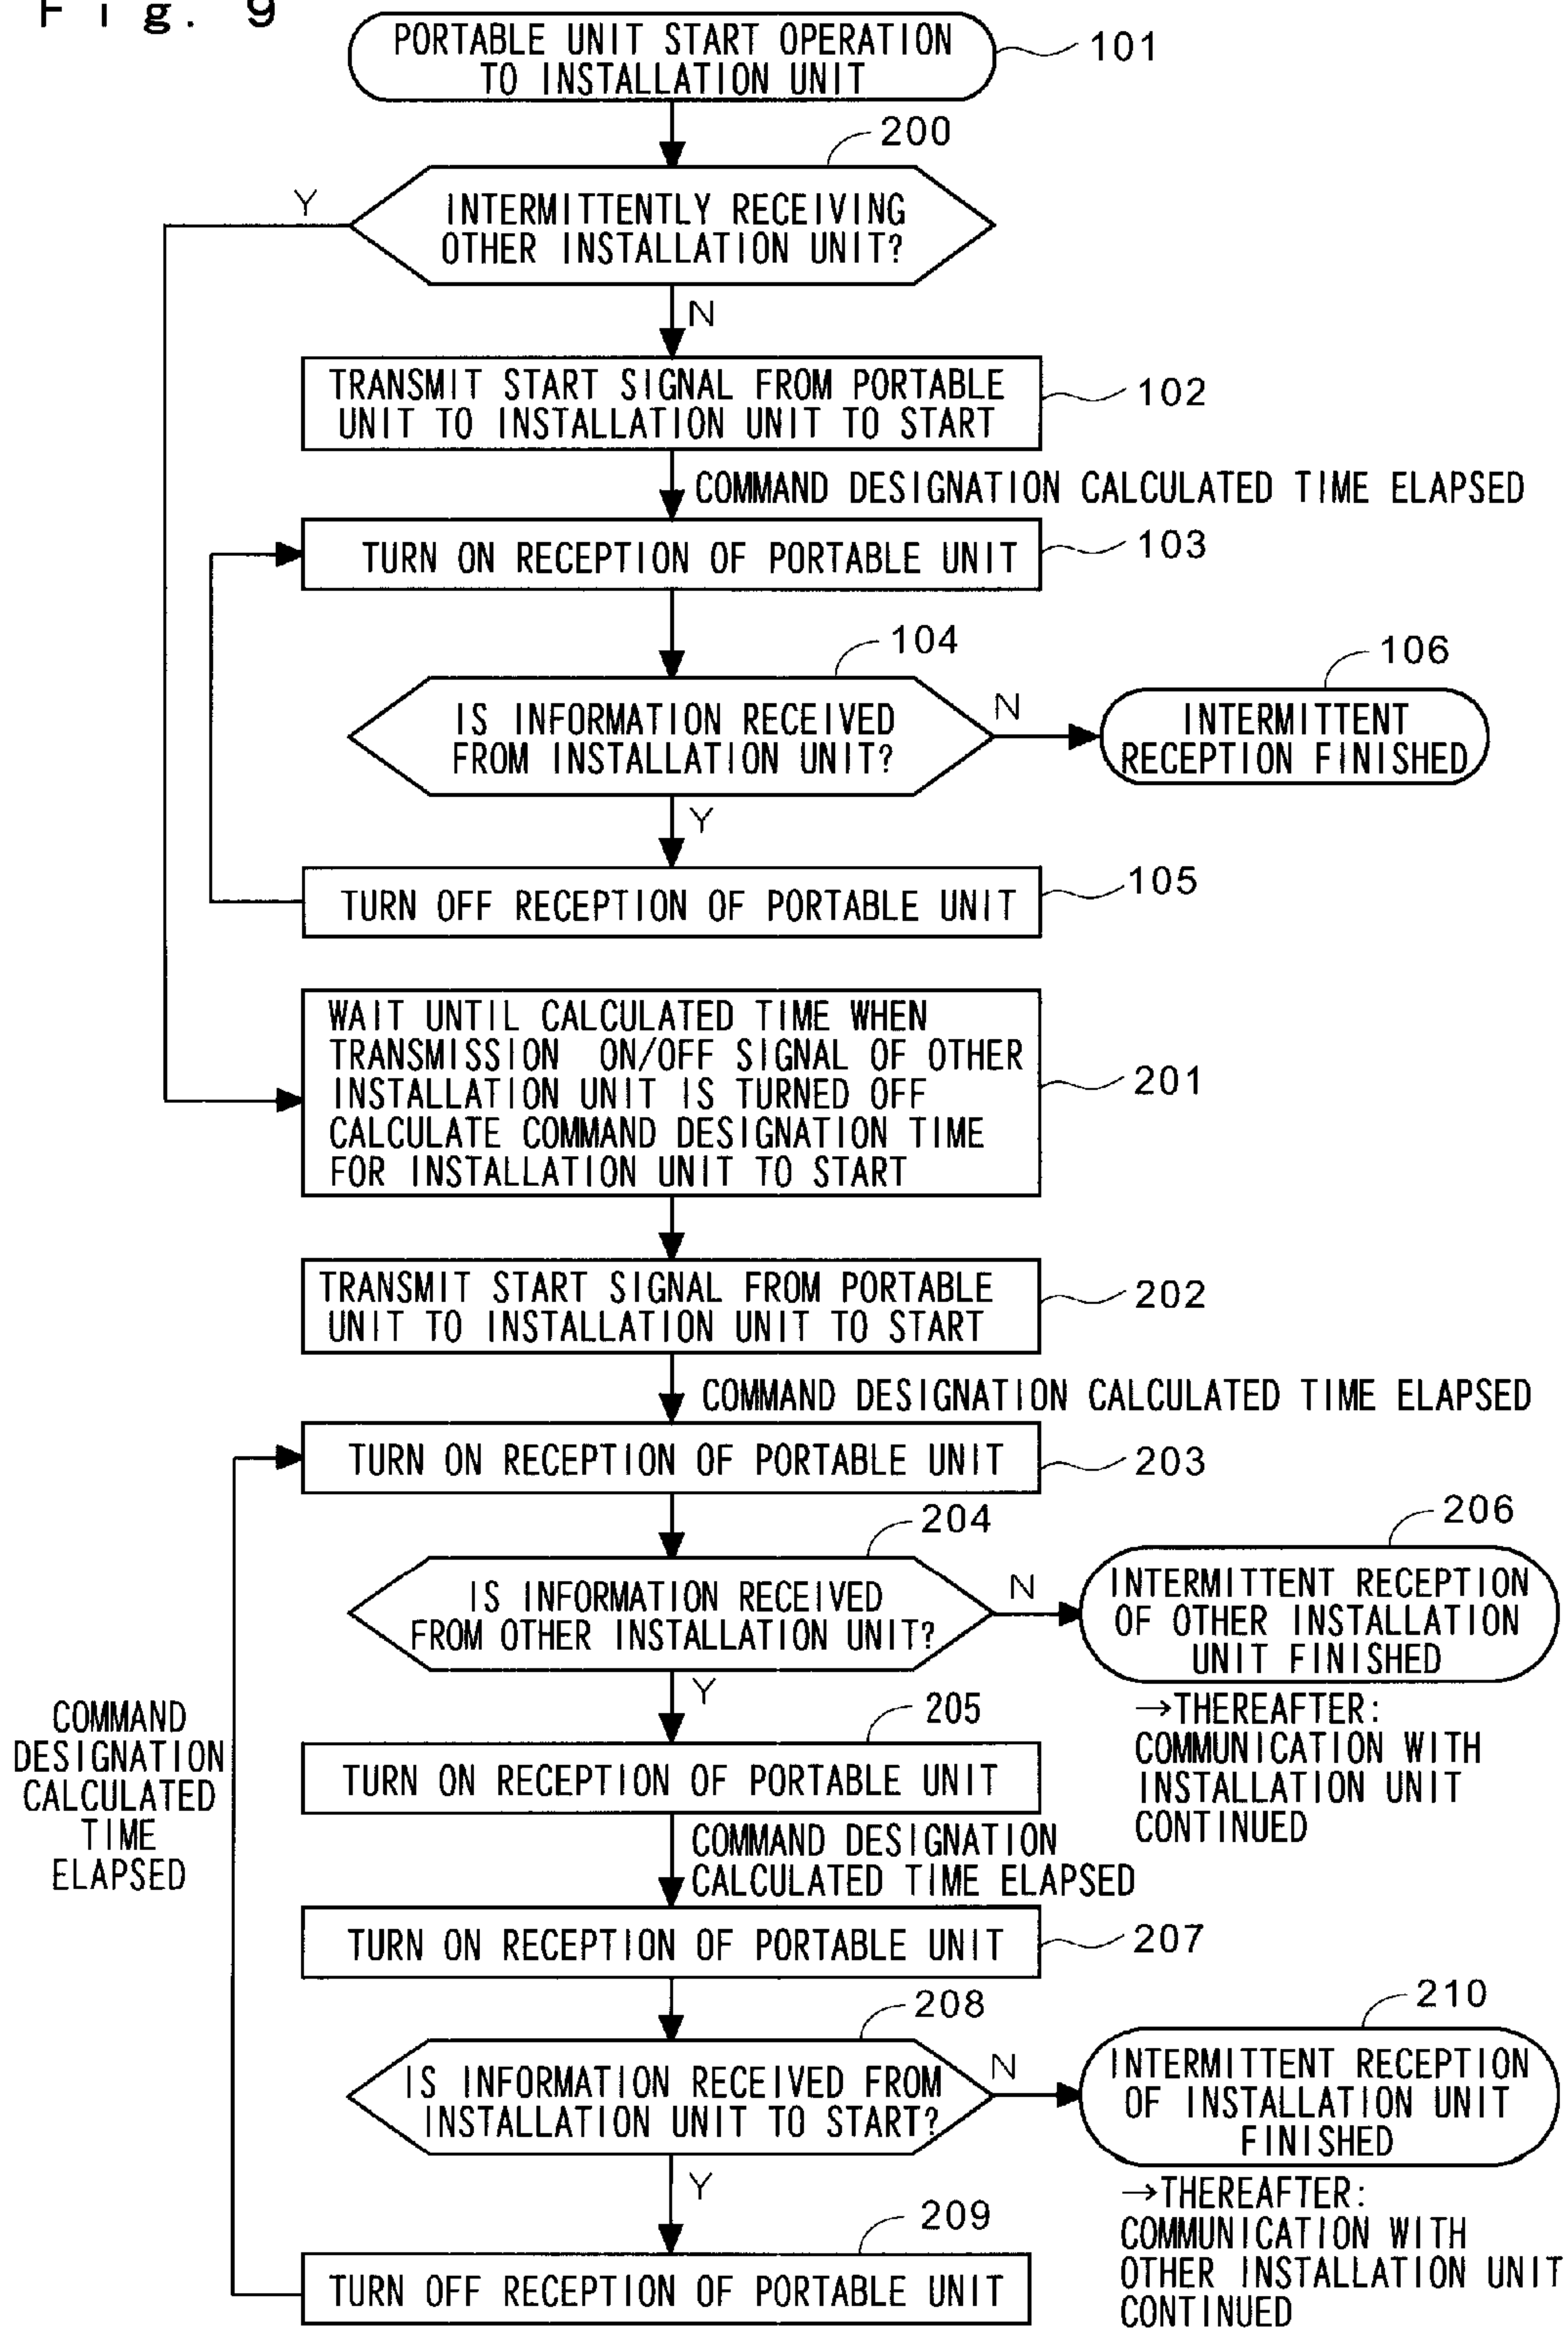 Fig. 9
PORTABLE UNIT START OPERATION
TO INSTALLATION UNIT
101
200
INTERMITTENTLY RECEIVING
OTHER INSTALLATION UNIT?
Y
N
TRANSMIT START SIGNAL FROM PORTABLE
UNIT TO INSTALLATION UNIT TO START
102
COMMAND DESIGNATION CALCULATED TIME ELAPSED
TURN ON RECEPTION OF PORTABLE UNIT
103
104
IS INFORMATION RECEIVED
FROM INSTALLATION UNIT?
N
106
INTERMITTENT
RECEPTION FINISHED
Y
TURN OFF RECEPTION OF PORTABLE UNIT
105
WAIT UNTIL CALCULATED TIME WHEN
TRANSMISSION ON/OFF SIGNAL OF OTHER
INSTALLATION UNIT IS TURNED OFF
CALCULATE COMMAND DESIGNATION TIME
FOR INSTALLATION UNIT TO START
201
TRANSMIT START SIGNAL FROM PORTABLE
UNIT TO INSTALLATION UNIT TO START
202
COMMAND DESIGNATION CALCULATED TIME ELAPSED
TURN ON RECEPTION OF PORTABLE UNIT
203
204
IS INFORMATION RECEIVED
FROM OTHER INSTALLATION UNIT?
N
206
INTERMITTENT RECEPTION
OF OTHER INSTALLATION
UNIT FINISHED
→THEREAFTER:
COMMUNICATION WITH
INSTALLATION UNIT
CONTINUED
Y
205
TURN ON RECEPTION OF PORTABLE UNIT
COMMAND DESIGNATION
CALCULATED TIME ELAPSED
COMMAND
DESIGNATION
CALCULATED
TIME
ELAPSED
TURN ON RECEPTION OF PORTABLE UNIT
207
208
IS INFORMATION RECEIVED FROM
INSTALLATION UNIT TO START?
N
210
INTERMITTENT RECEPTION
OF INSTALLATION UNIT
FINISHED
→THEREAFTER:
COMMUNICATION WITH
OTHER INSTALLATION UNIT
CONTINUED
Y
209
TURN OFF RECEPTION OF PORTABLE UNIT